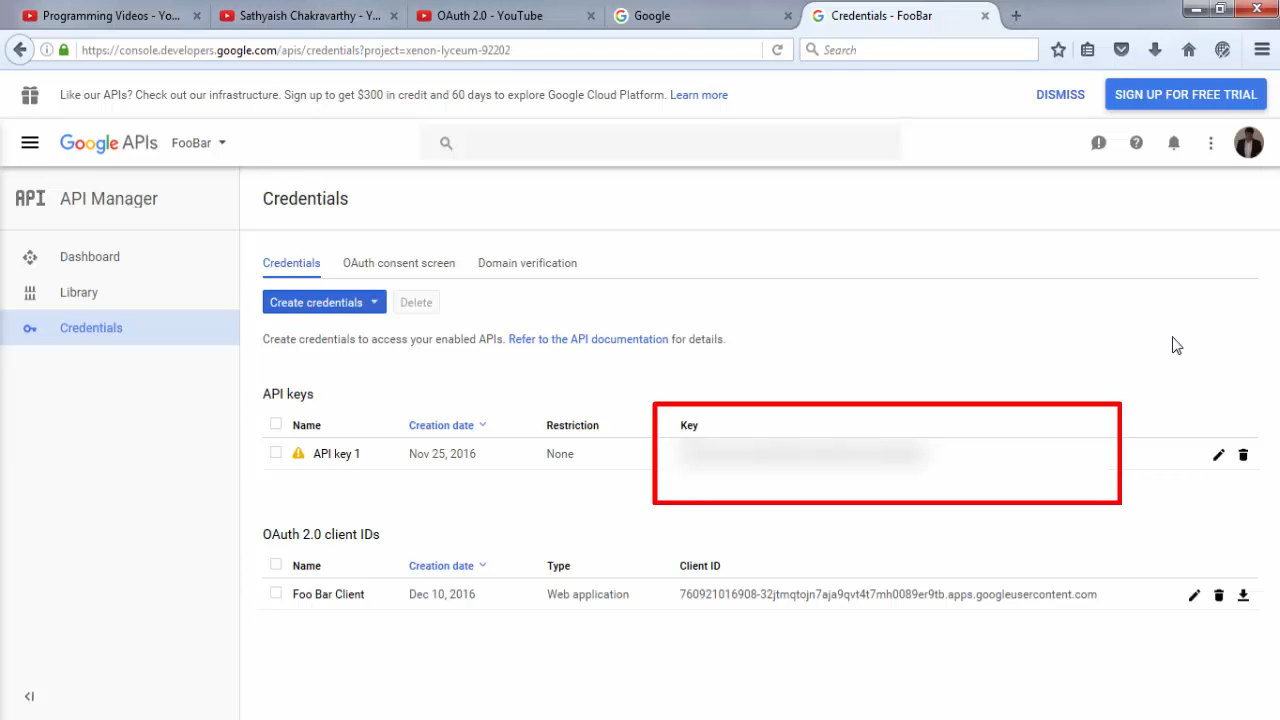 Programming Videos - Yo...
Sathyaish Chakravarthy - Y...
OAuth 2.0 - YouTube
Google
Credentials - FooBar
https://console.developers.google.com/apis/credentials?project=xenon-lyceum-92202
Search
Like our APIs? Check out our infrastructure. Sign up to get $300 in credit and 60 days to explore Google Cloud Platform. Learn more
DISMISS
SIGN UP FOR FREE TRIAL
Google APIs
FooBar
API API Manager
Credentials
Dashboard
Library
Credentials
Credentials
OAuth consent screen
Domain verification
Create credentials
Delete
Create credentials to access your enabled APIs. Refer to the API documentation for details.
API keys
Name Creation date Restriction Key
API key 1 Nov 25, 2016 None
OAuth 2.0 client IDs
Name Creation date Type Client ID
Foo Bar Client Dec 10, 2016 Web application 760921016908-32jtmqtojn7aja9qvt4t7mh0089er9tb.apps.googleusercontent.com